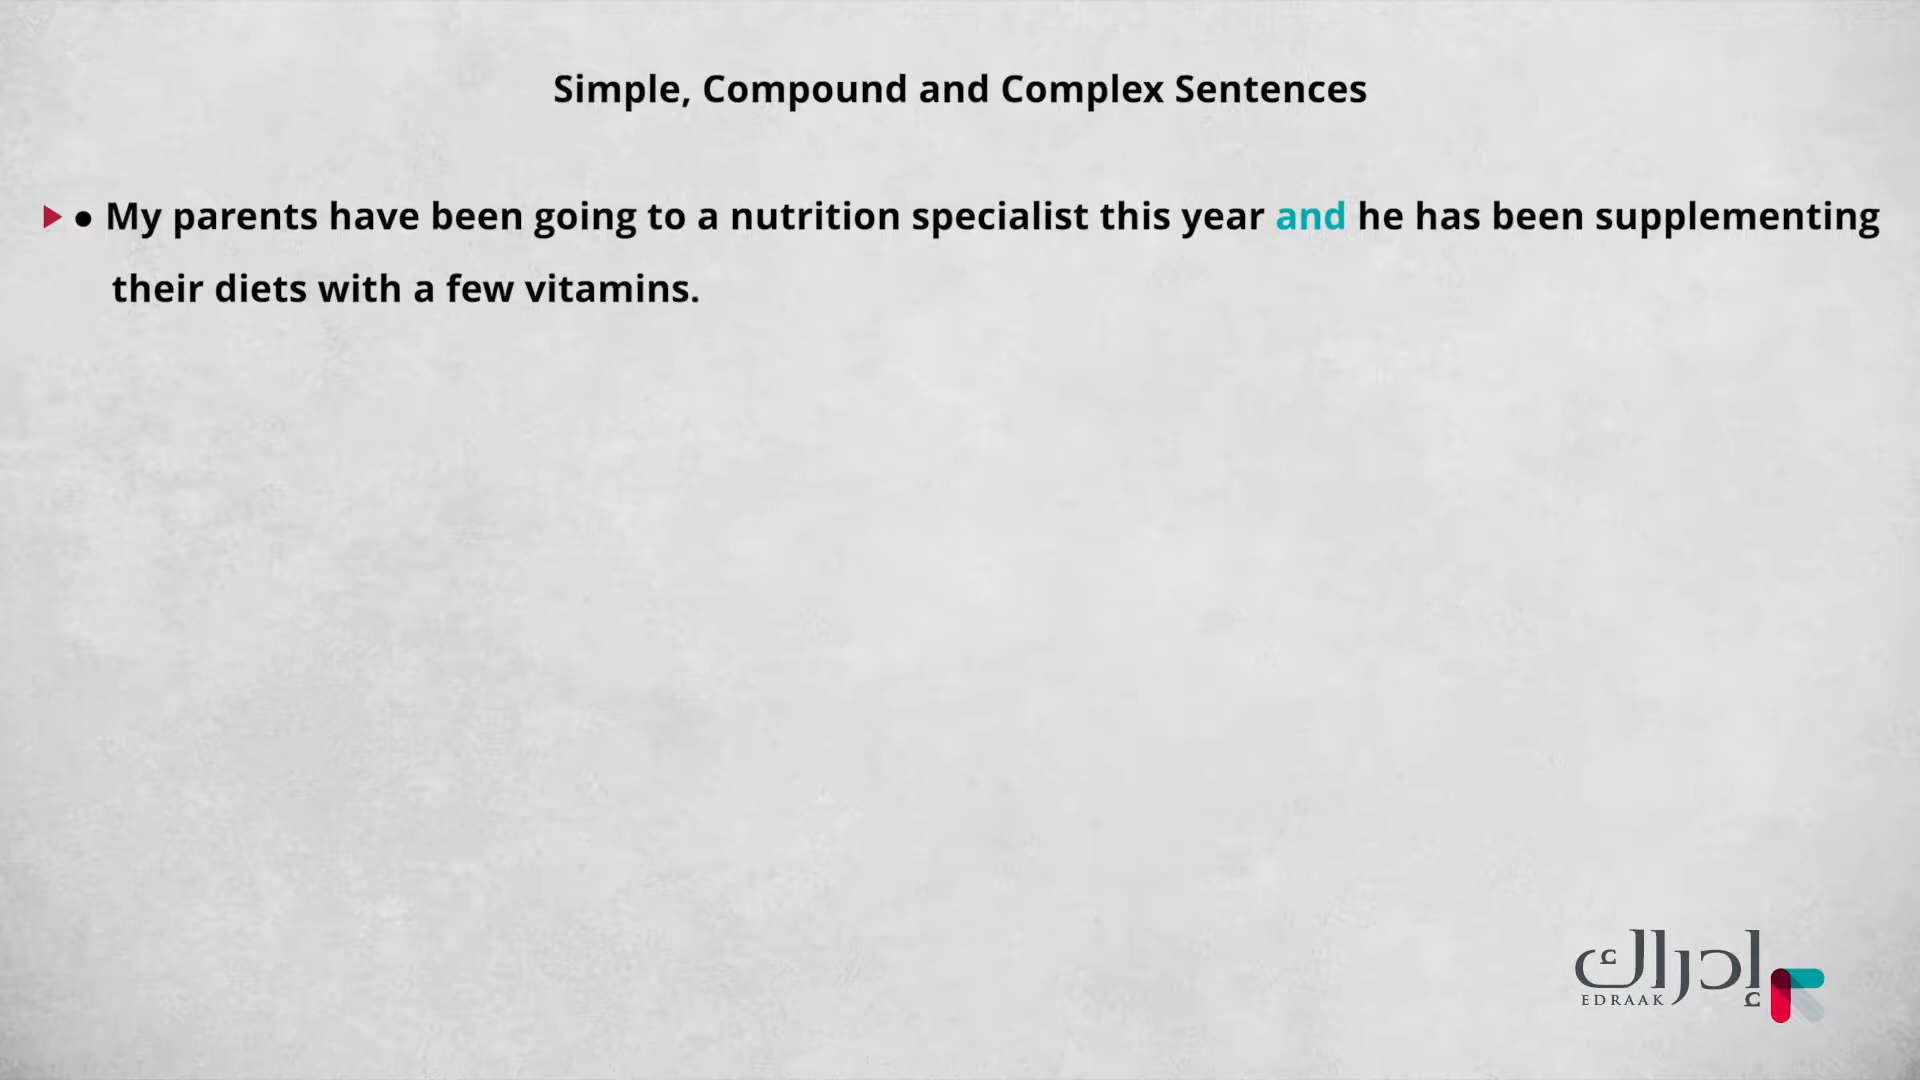 Simple, Compound and Complex Sentences
• My parents have been going to a nutrition specialist this year and he has been supplementing
their diets with a few vitamins.
إدراك
EDRAAK